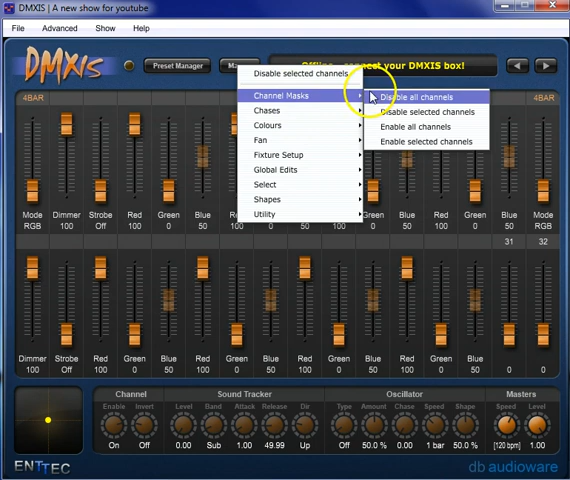 DMXIS | A new show for youtube
File Advanced Show Help
DMXIS Preset Manager connect your DMXIS box!
Disable selected channels
Channel Masks
Chases
Colours
Fan
Fixture Setup
Global Edits
Select
Shapes
Utility
Disable all channels
Disable selected channels
Enable all channels
Enable selected channels
4BAR 4BAR
Mode Dimmer Strobe Red Green Blue Green Blue Red Green Blue Mode
RGB 100 Off 100 0 50 0 50 100 0 50 RGB
31 32
Dimmer Strobe Red Green Blue Red Green Blue Red Green Blue Red Green Blue
100 Off 100 0 50 100 0 50 100 0 50 100 0 50 0 0
Channel Sound Tracker Oscillator Masters
Enable Invert Level Band Attack Release Dir Type Amount Chase Speed Shape Speed Level
On Off 0.00 Sub 1.00 49.99 Up Off 50.0 % 0.00 1 bar 50.0 % [120 bpm] 1.00
ENTTEC db audioware